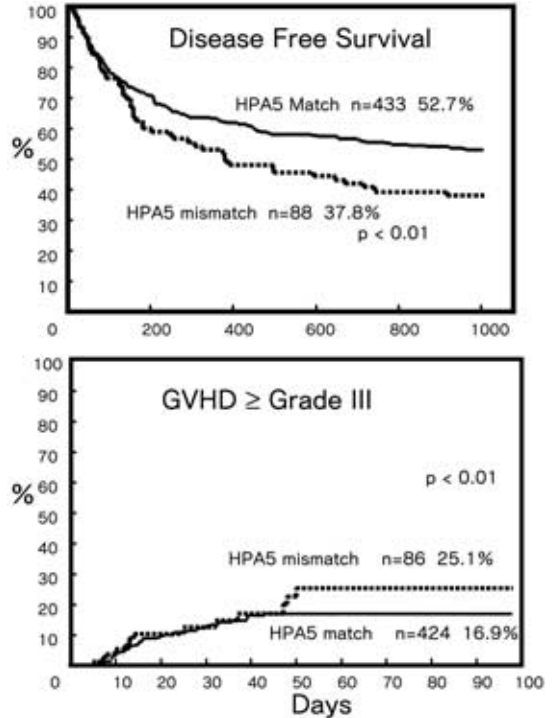 100
Disease Free Survival
90
80
70
HPA5 Match n=433 52.7%
60
%
50
40
HPA5 mismatch n=88 37.8%
30
p < 0.01
20
10
0 200 400 600 800 1000
100
90
GVHD ≥ Grade III
80
70
p < 0.01
60
%
50
40
HPA5 mismatch n=86 25.1%
30
20
HPA5 match n=424 16.9%
10
0 10 20 30 40 50 60 70 80 90 100
Days